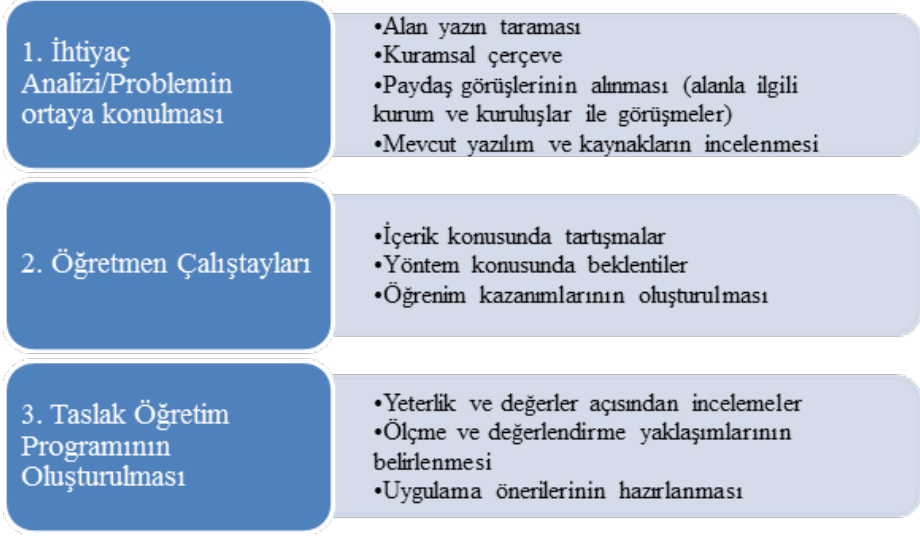 1. İhtiyaç
Analizi/Problemin
ortaya konulması
•Alan yazın taraması
•Kuramsal çerçeve
•Paydaş görüşlerinin alınması (alanla ilgili
kurum ve kuruluşlar ile görüşmeler)
•Mevcut yazılım ve kaynakların incelenmesi
2. Öğretmen Çalıştayları
•İçerik konusunda tartışmalar
•Yöntem konusunda beklentiler
•Öğrenim kazanımlarının oluşturulması
3. Taslak Öğretim
Programının
Oluşturulması
•Yeterlik ve değerler açısından incelemeler
•Ölçme ve değerlendirme yaklaşımlarının
belirlenmesi
•Uygulama önerilerinin hazırlanması